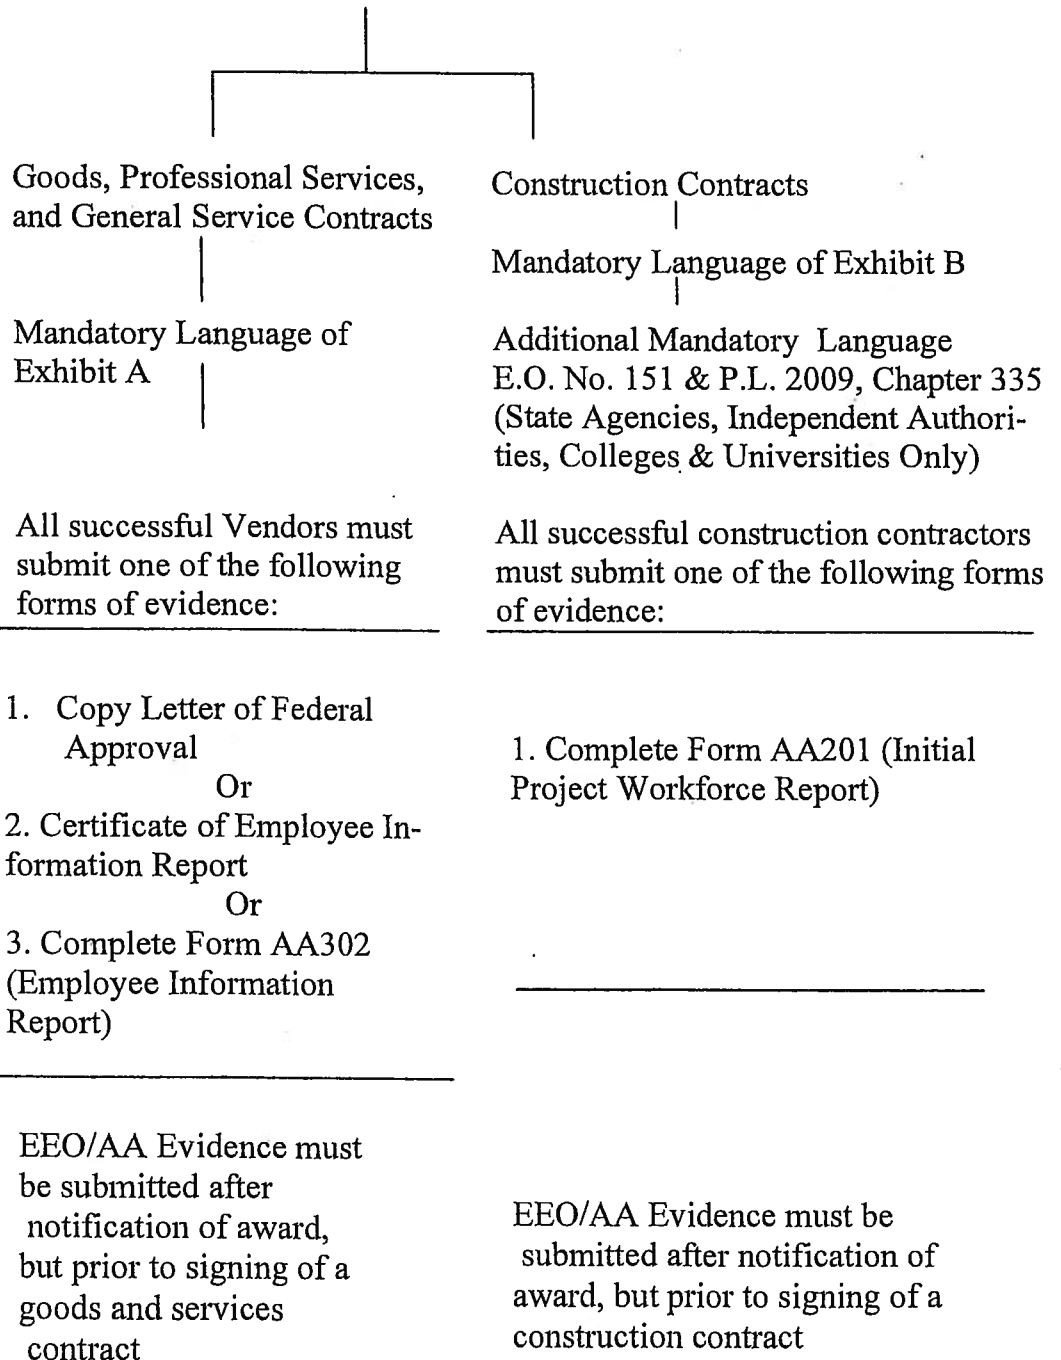 Goods, Professional Services,
and General Service Contracts
Mandatory Language of
Exhibit A
All successful Vendors must
submit one of the following
forms of evidence:
1. Copy Letter of Federal
Approval
Or
2. Certificate of Employee In-
formation Report
Or
3. Complete Form AA302
(Employee Information
Report)
EEO/AA Evidence must
be submitted after
notification of award,
but prior to signing of a
goods and services
contract
Construction Contracts
Mandatory Language of Exhibit B
Additional Mandatory Language
E.O. No. 151 & P.L. 2009, Chapter 335
(State Agencies, Independent Authori-
ties, Colleges & Universities Only)
All successful construction contractors
must submit one of the following forms
of evidence:
1. Complete Form AA201 (Initial
Project Workforce Report)
EEO/AA Evidence must be
submitted after notification of
award, but prior to signing of a
construction contract